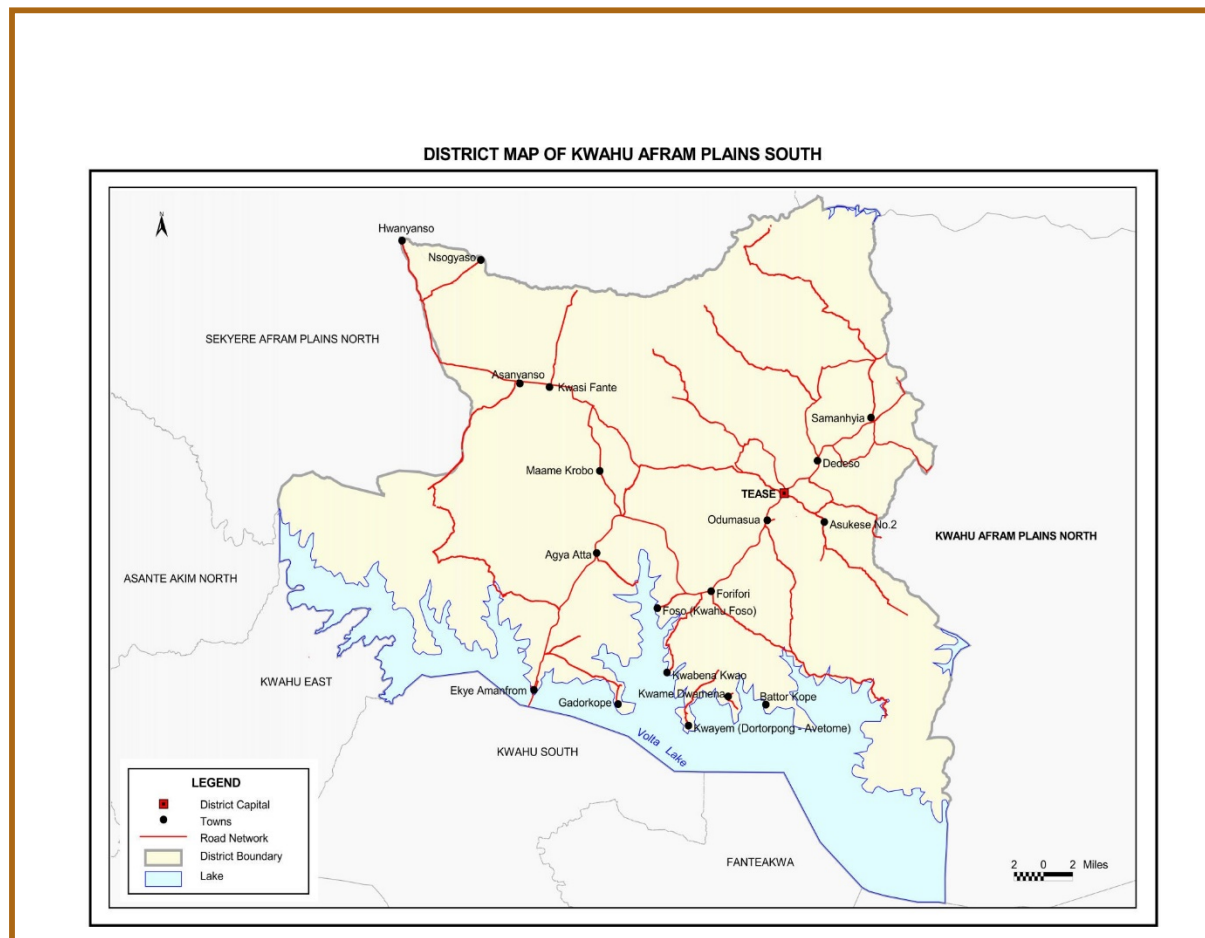 DISTRICT MAP OF KWAHU AFRAM PLAINS SOUTH
N
Hwanyanso
Nsogyaso
SEKYERE AFRAM PLAINS NORTH
Asanyanso
Kwasi Fante
Samanhyia
Dedeso
Maame Krobo
TEASE
Odumasua
Asukese No.2
KWAHU AFRAM PLAINS NORTH
Agya Atta
ASANTE AKIM NORTH
Forifori
Foso (Kwahu Foso)
KWAHU EAST
Kwabena Kwao
Ekye Amanfrom
Kwame Dwamena
Battor Kope
Gadorkope
Kwayem (Dortorpong - Avetome)
Volta Lake
KWAHU SOUTH
FANTEAKWA
LEGEND
District Capital
Towns
Road Network
District Boundary
Lake
2 0 2 Miles